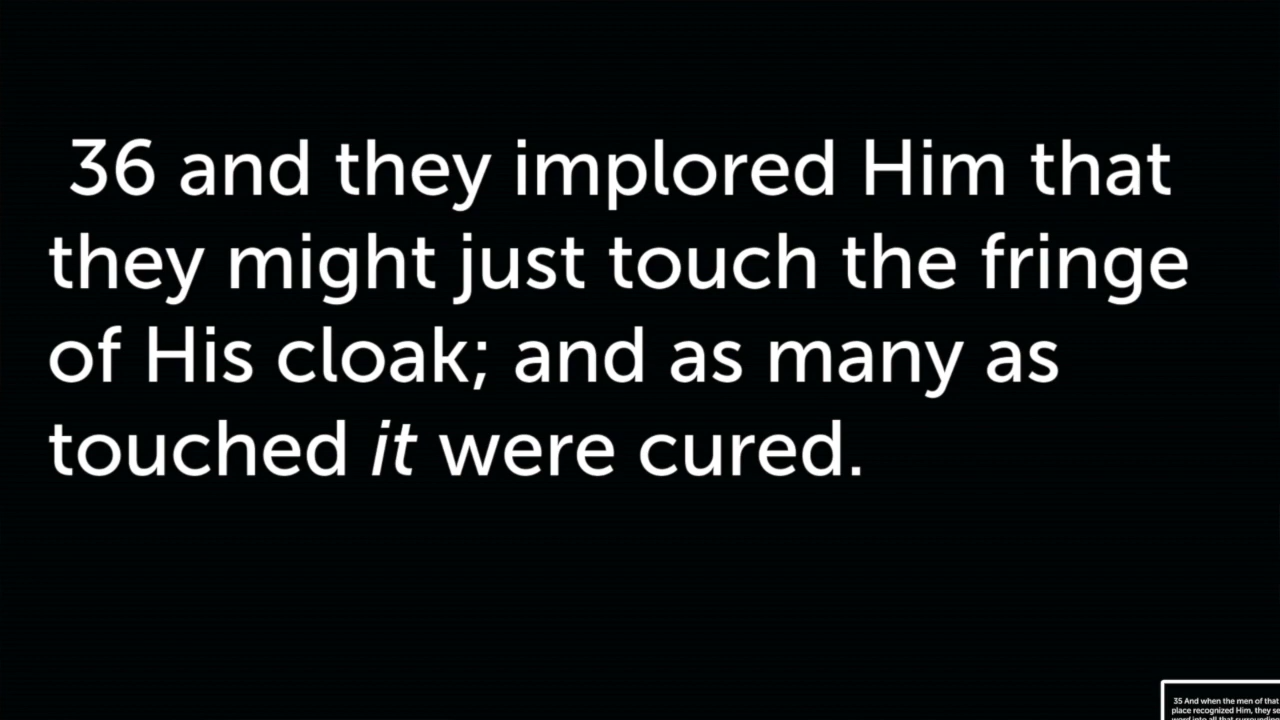 36 and they implored Him that
they might just touch the fringe
of His cloak; and as many as
touched it were cured.
35 And when the men of that
place recognized Him, they